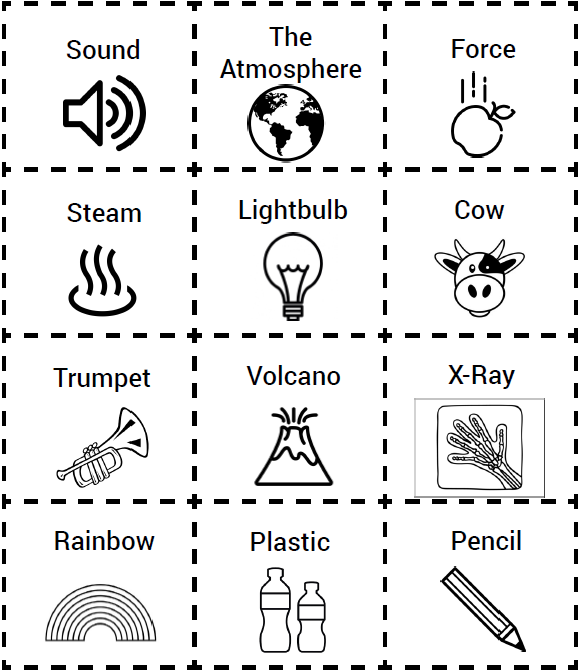 Sound
The
Atmosphere
Force
Steam
Lightbulb
Cow
Trumpet
Volcano
X-Ray
Rainbow
Plastic
Pencil